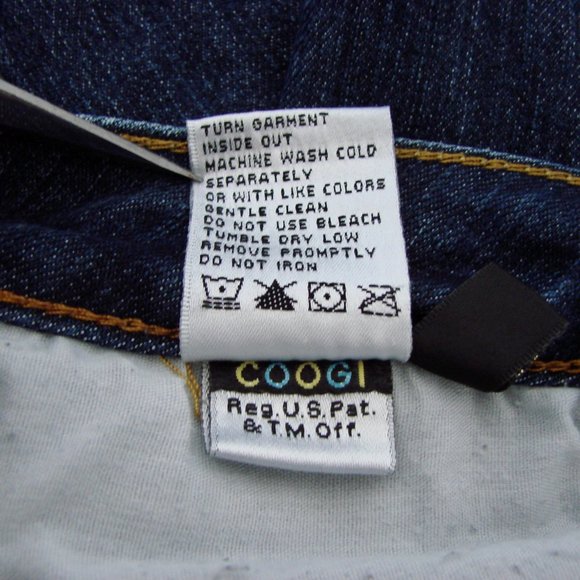 TURN GARMENT
INSIDE OUT
MACHINE WASH COLD
SEPARATELY
OR WITH LIKE COLORS
GENTLE CLEAN
DO NOT USE BLEACH
TUMBLE DRY LOW
REMOVE PROMPTLY
DO NOT IRON
COOGI
Reg.U.S.Pat.
& T.M.Off.